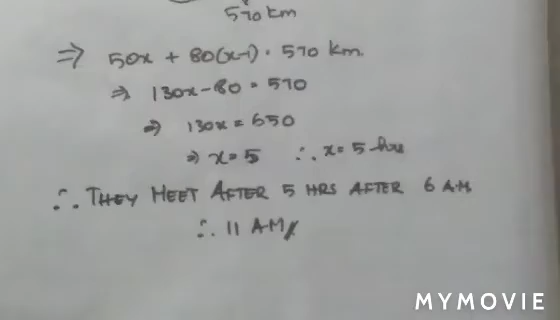 570 km
⇒ 50x + 80(x-1) = 570 km.
⇒ 130x - 80 = 570
⇒ 130x = 650
⇒ x = 5 ∴ x = 5 hrs
∴ THEY MEET AFTER 5 HRS AFTER 6 A.M.
∴ 11 AM//
MYMOVIE